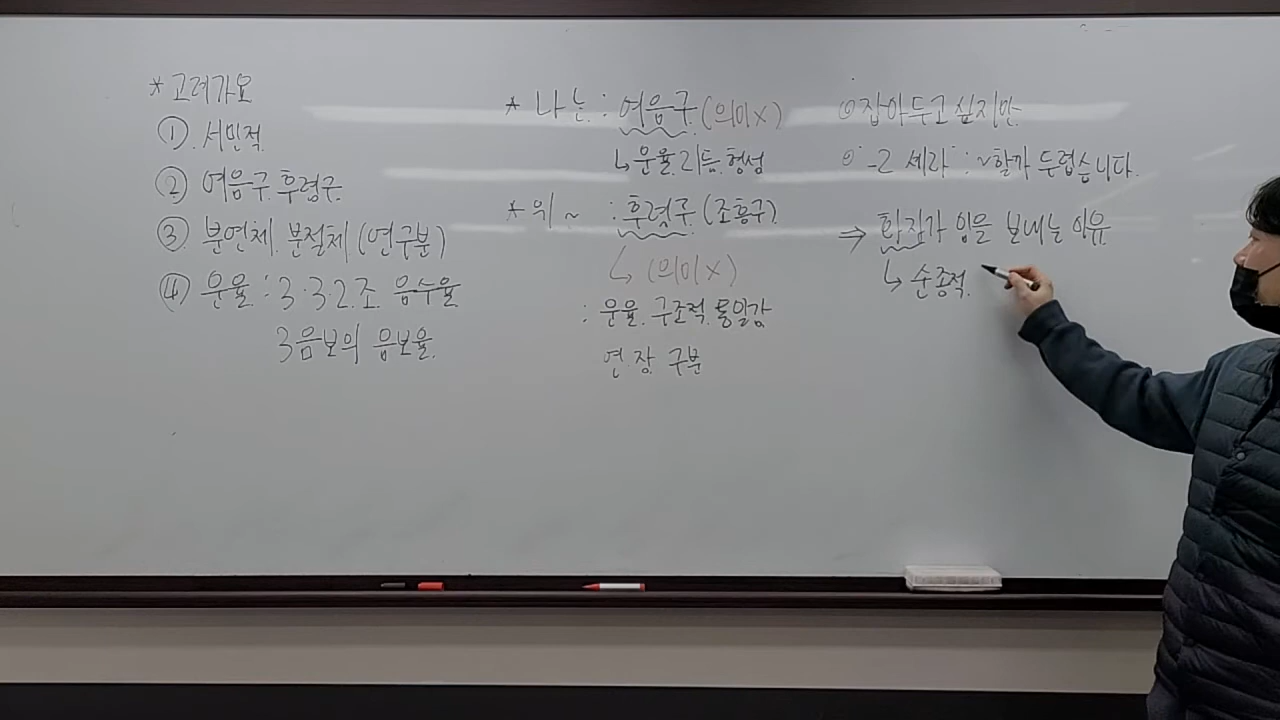 * 고려가요
① 서민적
② 여음구, 후렴구
③ 분연체, 분절체 (연구분)
④ 운율 : 3·3·2조 음수율
3음보의 음보율
* 나는 : 여음구 (의미X)
↳ 운율, 리듬, 형성
* 위~ : 후렴구 (조흥구)
↳ (의미X)
: 운율, 구조적, 통일감
연, 장, 구분
◎ 잡아두고 싶지만
◎ '-ㄹ 셰라' : ~할까 두렵습니다.
⇒ 화자가 임을 보내는 이유
↳ 순종적,